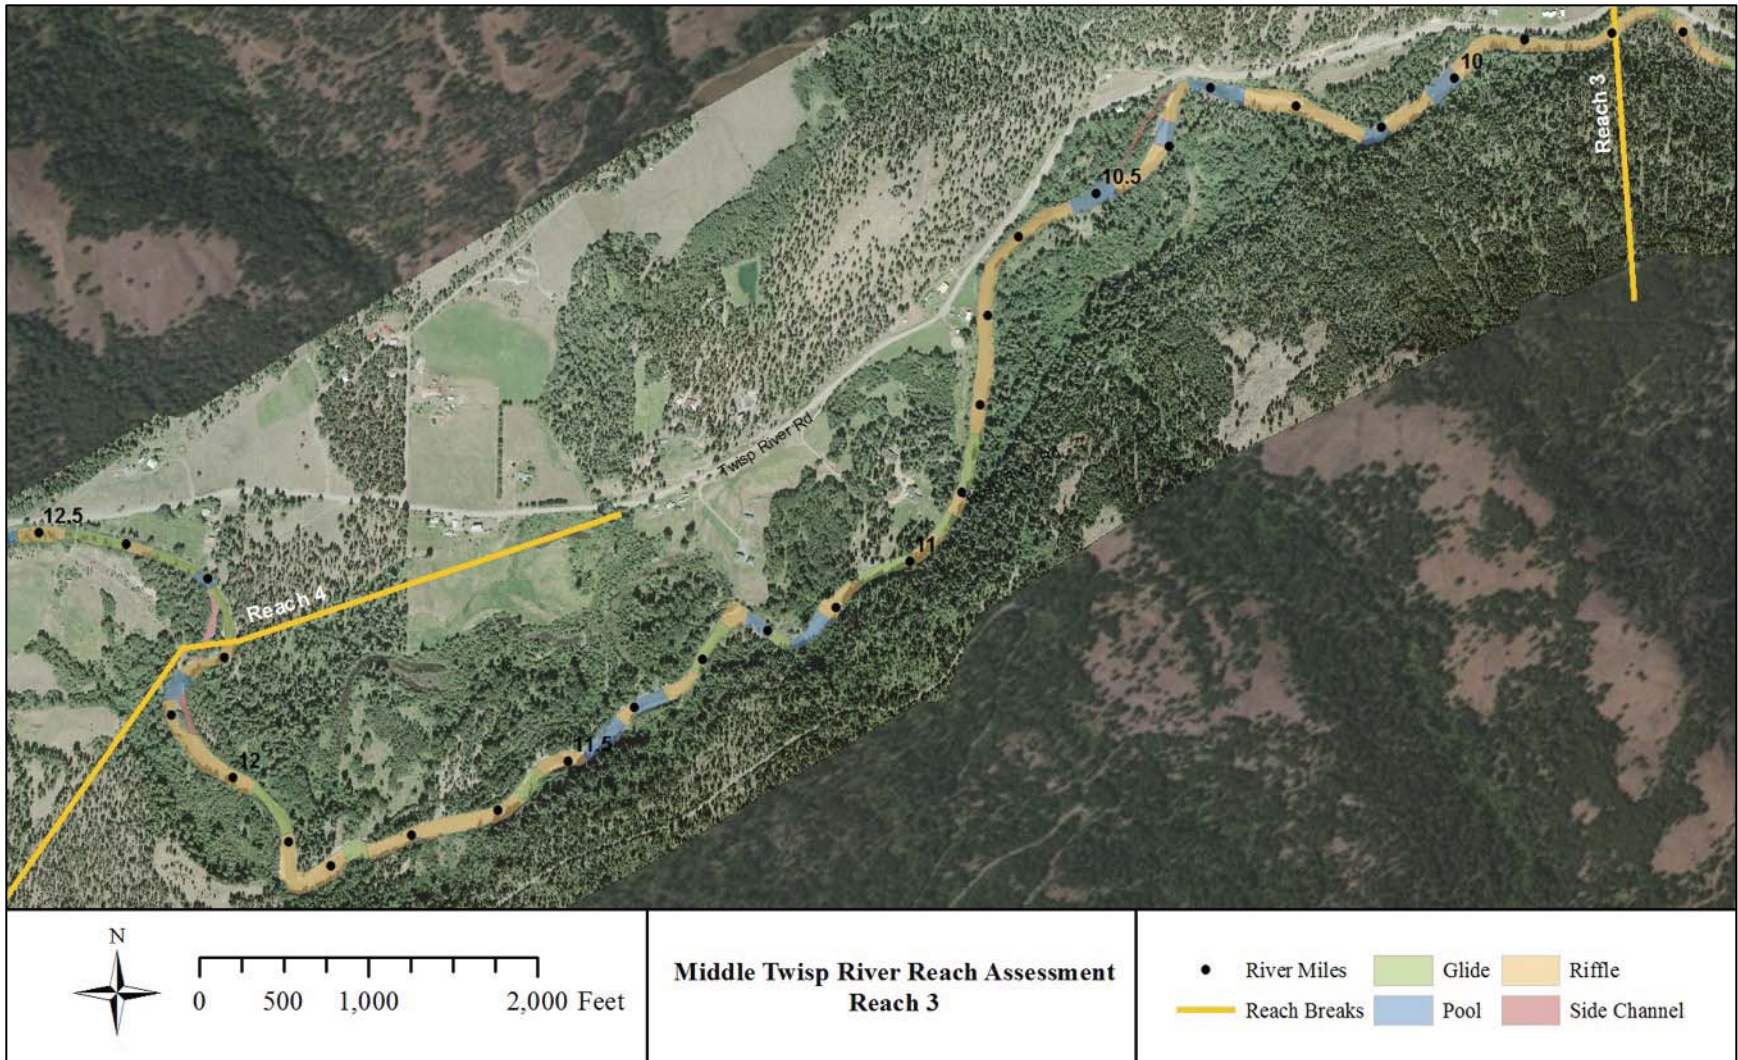 10
Reach 3
10.5
Twisp River Rd
12.5
11
Reach 4
11.5
12
N
0 500 1,000 2,000 Feet
Middle Twisp River Reach Assessment
Reach 3
River Miles
Glide
Riffle
Reach Breaks
Pool
Side Channel